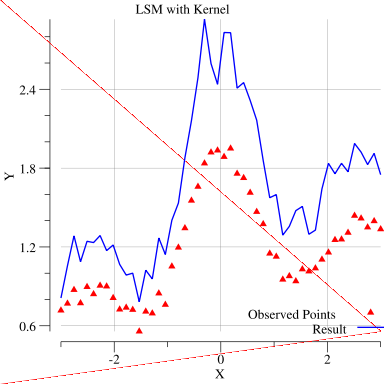 LSM with Kernel
Y
2.4
1.8
1.2
0.6
Observed Points
Result
-2
0
2
X